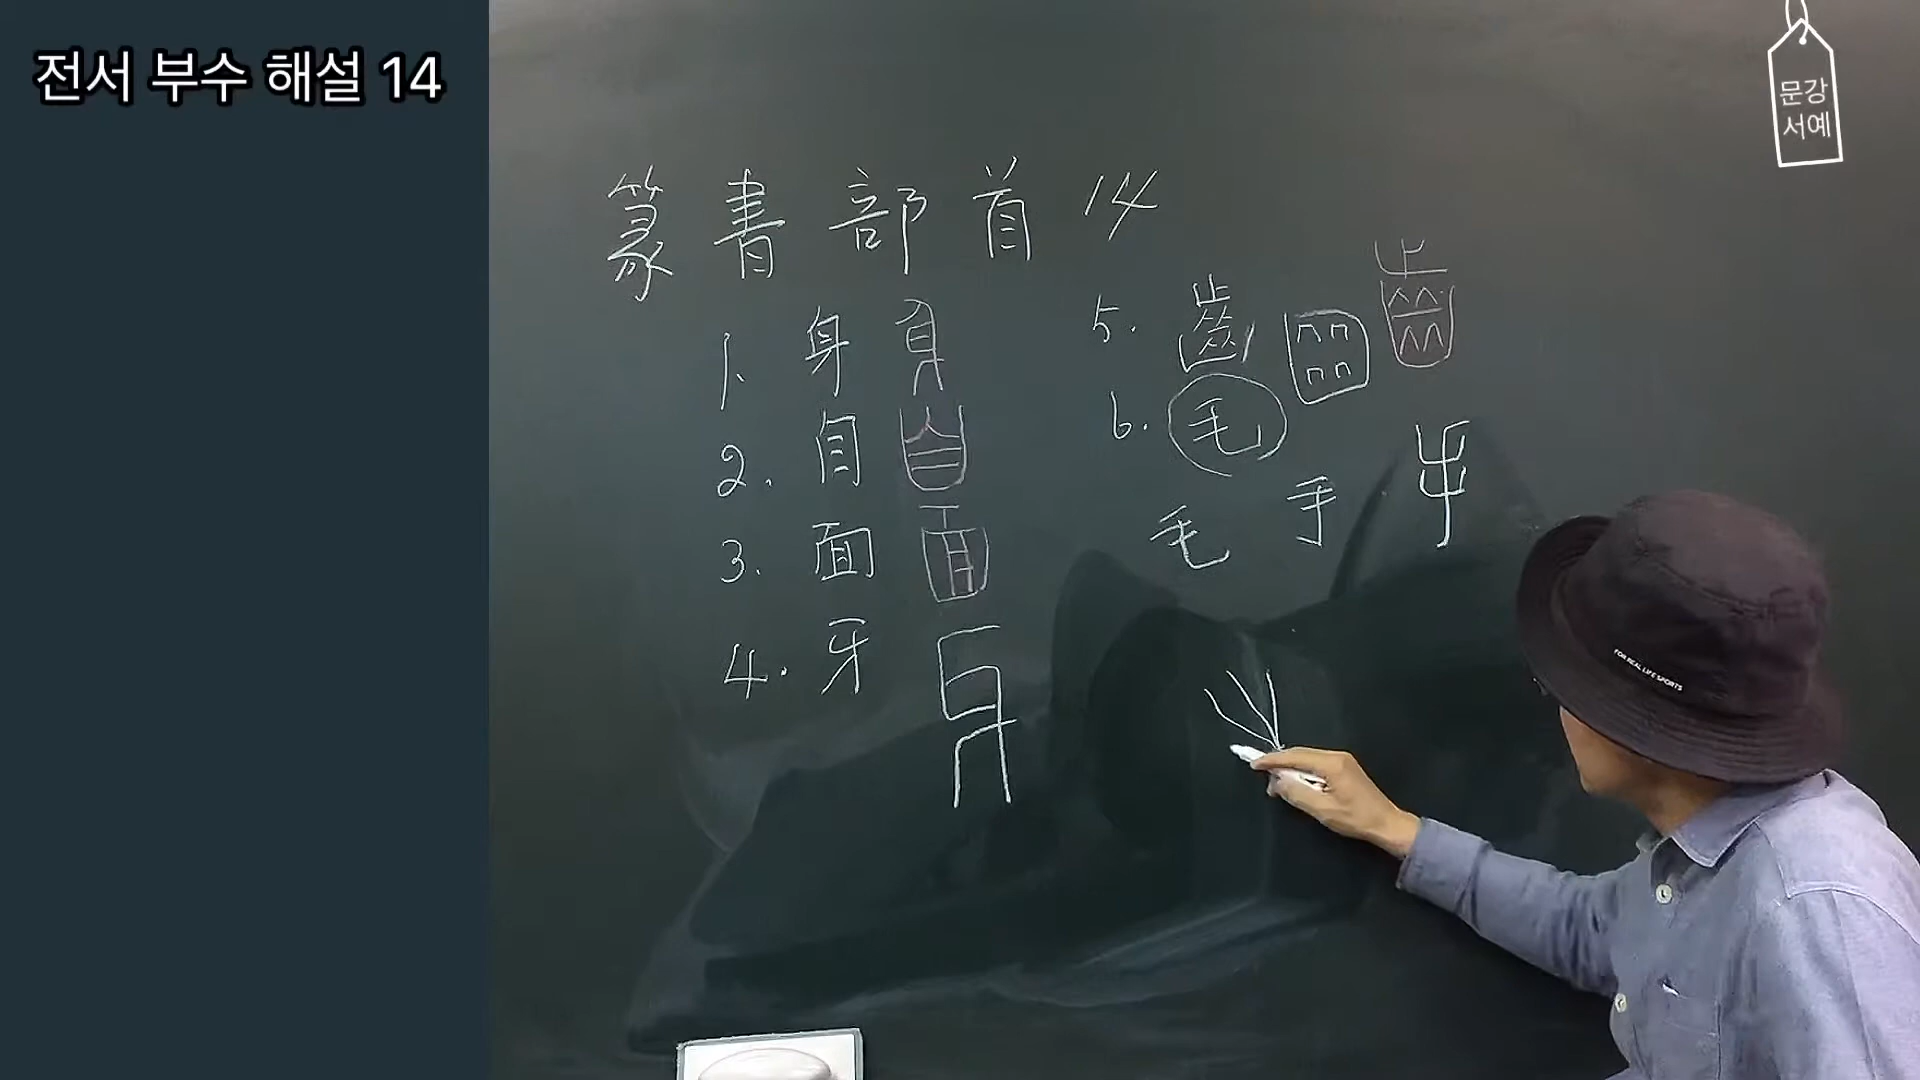 전서 부수 해설 14
문강
서예
篆書部首 14
1. 身
2. 自
3. 面
4. 牙
5. 齒
6. 毛
毛 手
FOR REAL LIFE SPORTS